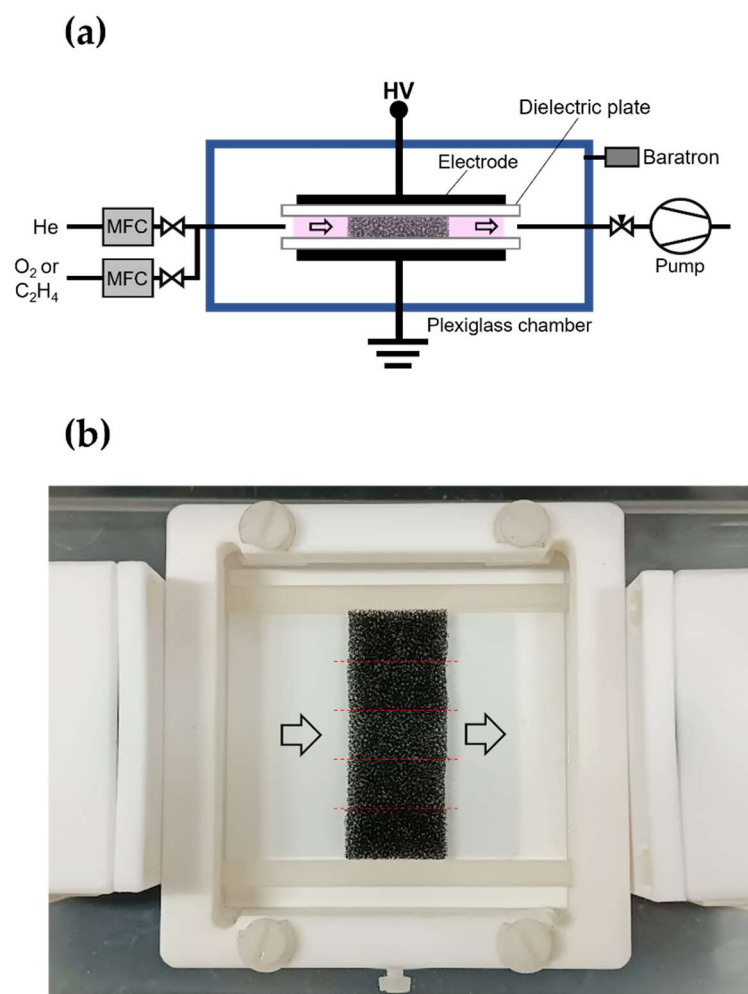 (a)
HV
Dielectric plate
Electrode
Baratron
He
MFC
O₂ or
C₂H₄
MFC
Pump
Plexiglass chamber
(b)